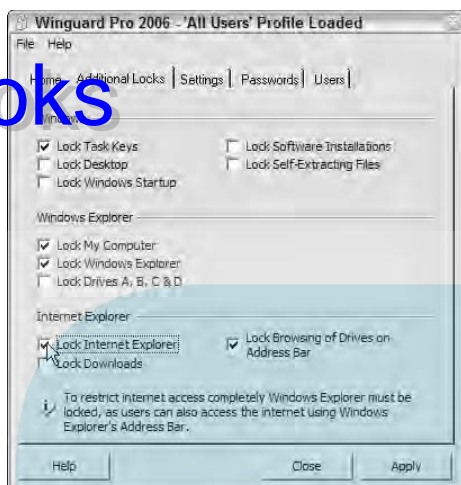 Winguard Pro 2006 - 'All Users' Profile Loaded
File Help
oks
Home Additional Locks Settings Passwords Users
Windows
Lock Task Keys Lock Software Installations
Lock Desktop Lock Self-Extracting Files
Lock Windows Startup
Windows Explorer
Lock My Computer
Lock Windows Explorer
Lock Drives A, B, C & D
Internet Explorer
Lock Internet Explorer Lock Browsing of Drives on
Address Bar
Lock Downloads
To restrict internet access completely Windows Explorer must be
locked, as users can also access the internet using Windows
Explorer's Address Bar.
Help Close Apply